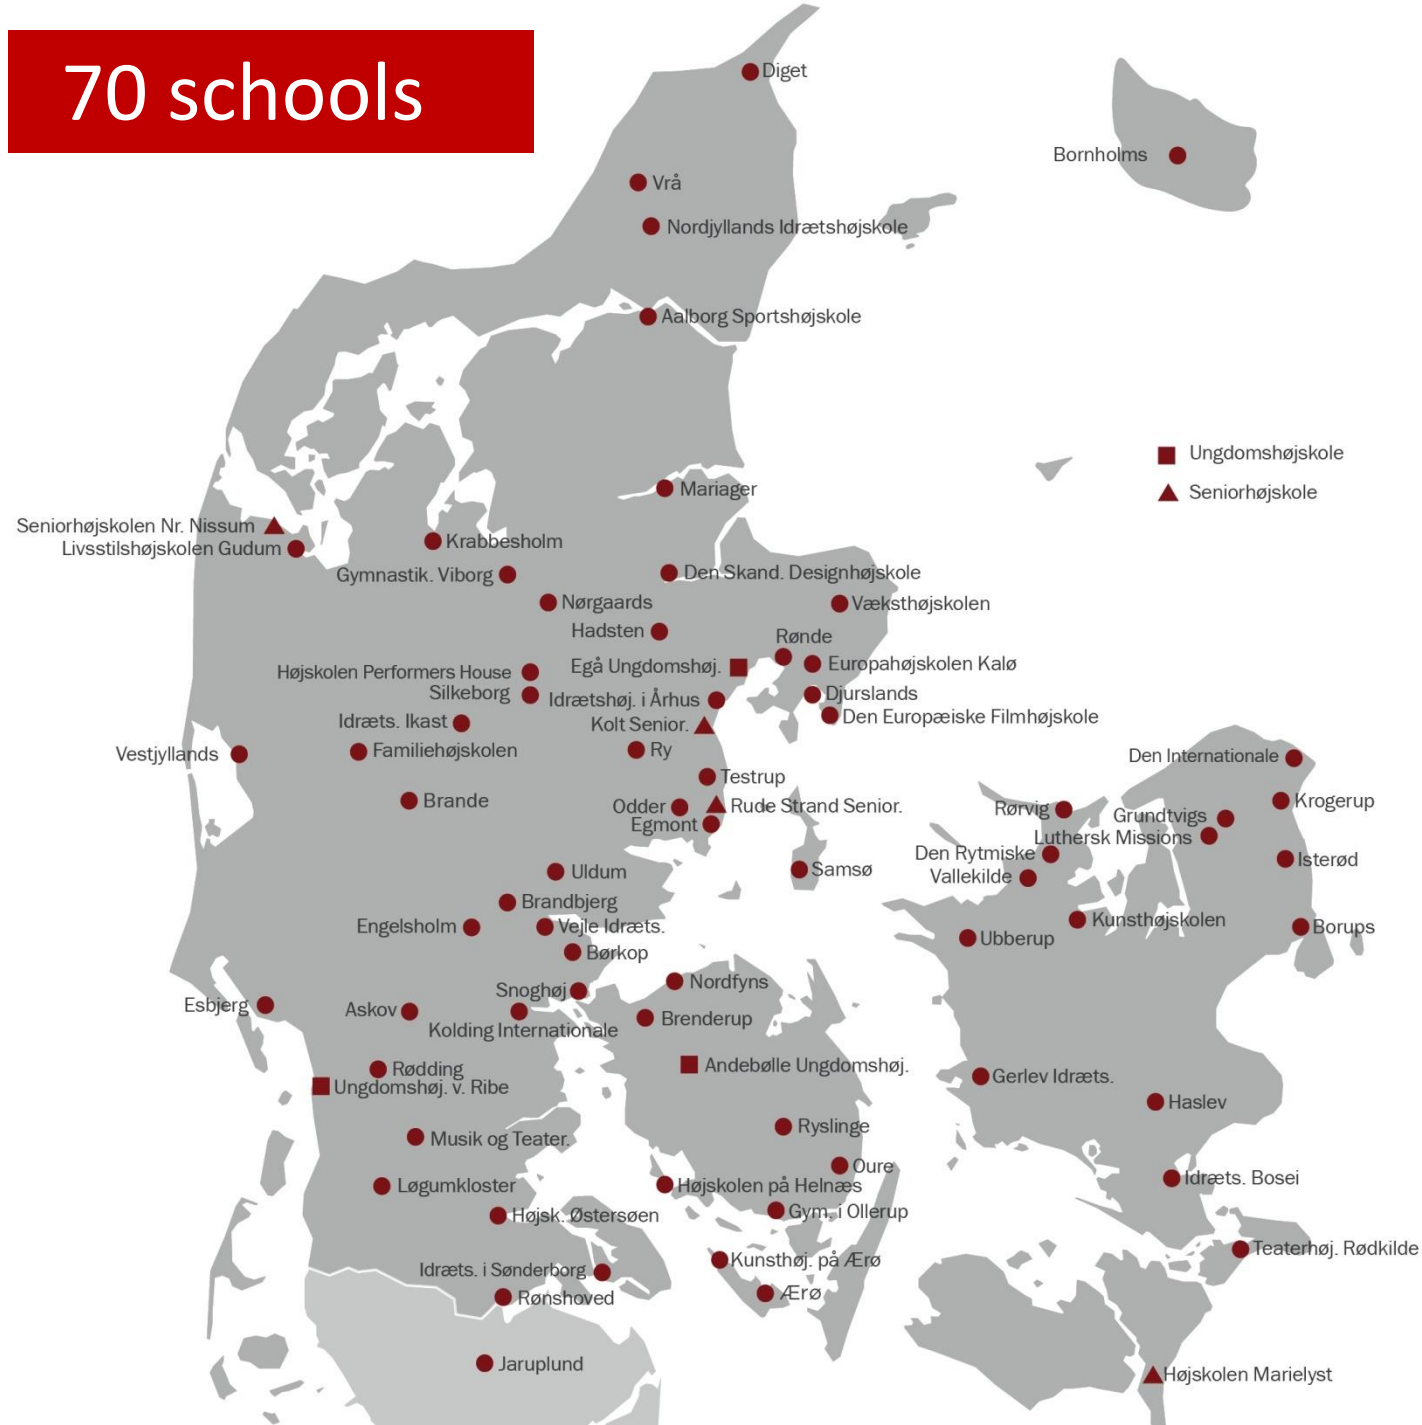 70 schools
Diget
Bornholms
Vrå
Nordjyllands Idrætshøjskole
Aalborg Sportshøjskole
Ungdomshøjskole
Seniorhøjskole
Mariager
Seniorhøjskolen Nr. Nissum
Livsstilshøjskolen Gudum
Krabbesholm
Gymnastik. Viborg
Den Skand. Designhøjskole
Nørgaards
Væksthøjskolen
Hadsten
Rønde
Egå Ungdomshøj.
Europahøjskolen Kalø
Højskolen Performers House
Silkeborg
Idrætshøj. i Århus
Djurslands
Den Europæiske Filmhøjskole
Idræts. Ikast
Kolt Senior.
Vestjyllands
Familiehøjskolen
Ry
Den Internationale
Testrup
Brande
Odder
Rude Strand Senior.
Egmont
Rørvig
Krogerup
Grundtvigs
Luthersk Missions
Den Rytmiske
Isterød
Vallekilde
Uldum
Samsø
Brandbjerg
Engelsholm
Vejle Idræts.
Kunsthøjskolen
Borups
Ubberup
Børkop
Snoghøj
Nordfyns
Esbjerg
Askov
Kolding Internationale
Brenderup
Rødding
Ungdomshøj. v. Ribe
Andebølle Ungdomshøj.
Gerlev Idræts.
Haslev
Musik og Teater.
Ryslinge
Oure
Løgumkloster
Højskolen på Helnæs
Idræts. Bosei
Højsk. Østersøen
Gym. i Ollerup
Teaterhøj. Rødkilde
Kunsthøj. på Ærø
Idræts. i Sønderborg
Ærø
Rønshoved
Jaruplund
Højskolen Marielyst